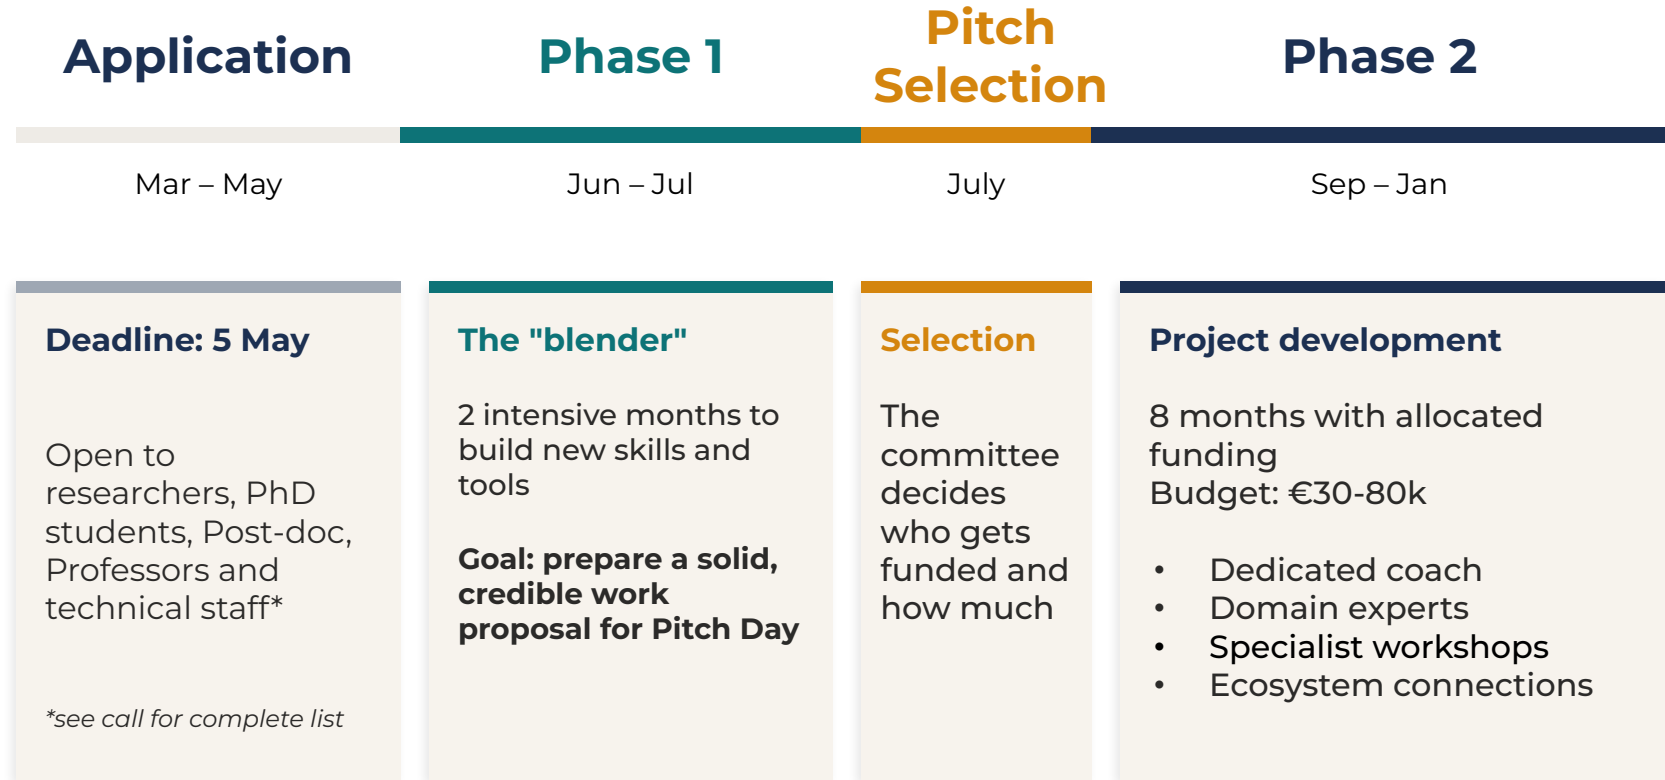 Application
Phase 1
Pitch
Selection
Phase 2
Mar – May
Jun – Jul
July
Sep – Jan
Deadline: 5 May
Open to
researchers, PhD
students, Post-doc,
Professors and
technical staff*
*see call for complete list
The "blender"
2 intensive months to
build new skills and
tools
Goal: prepare a solid,
credible work
proposal for Pitch Day
Selection
The
committee
decides
who gets
funded and
how much
Project development
8 months with allocated
funding
Budget: €30-80k
• Dedicated coach
• Domain experts
• Specialist workshops
• Ecosystem connections